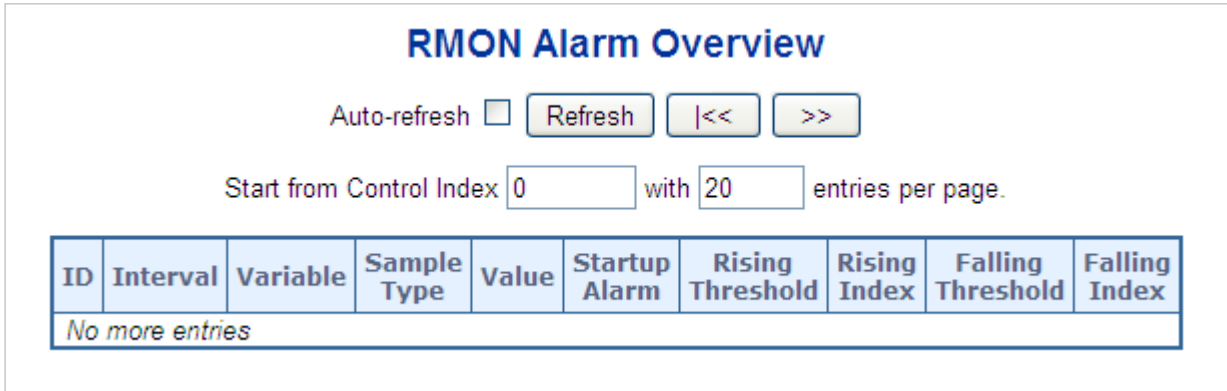 RMON Alarm Overview
Auto-refresh Refresh |<< >>
Start from Control Index 0 with 20 entries per page.
ID Interval Variable Sample Type Value Startup Alarm Rising Threshold Rising Index Falling Threshold Falling Index
No more entries